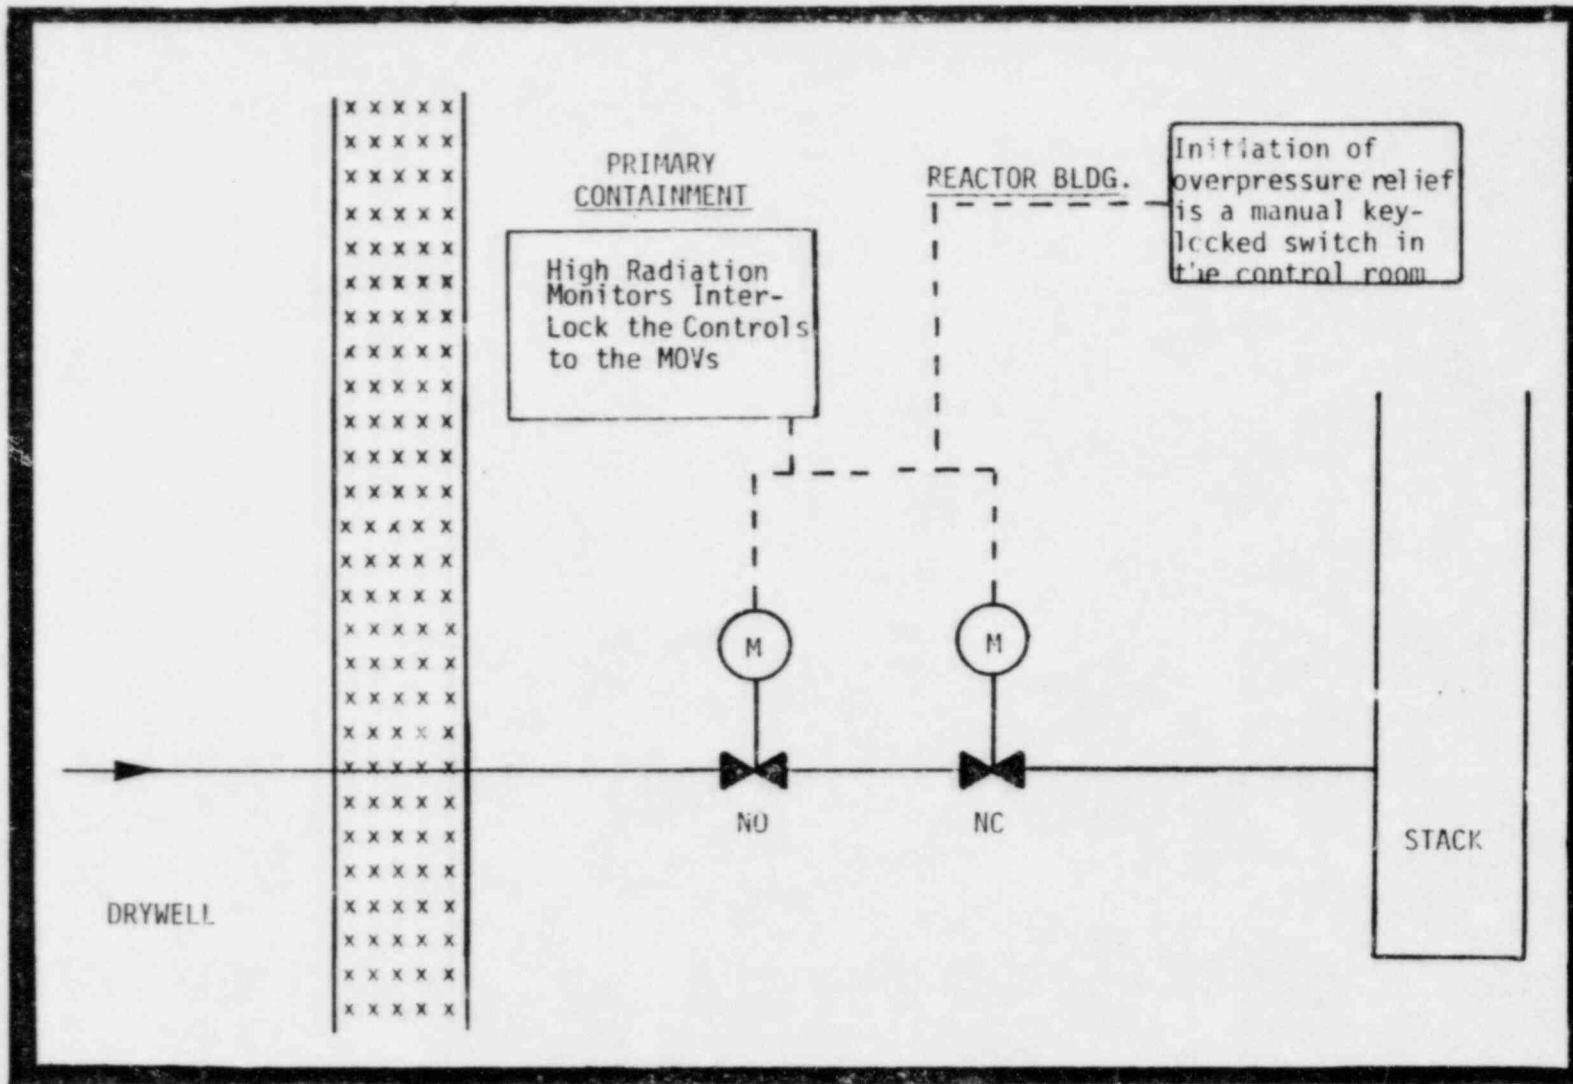 PRIMARY
CONTAINMENT
High Radiation
Monitors Inter-
Lock the Controls
to the MOVs
REACTOR BLDG.
Initiation of
overpressure relief
is a manual key-
locked switch in
the control room
M
M
NO
NC
STACK
DRYWELL